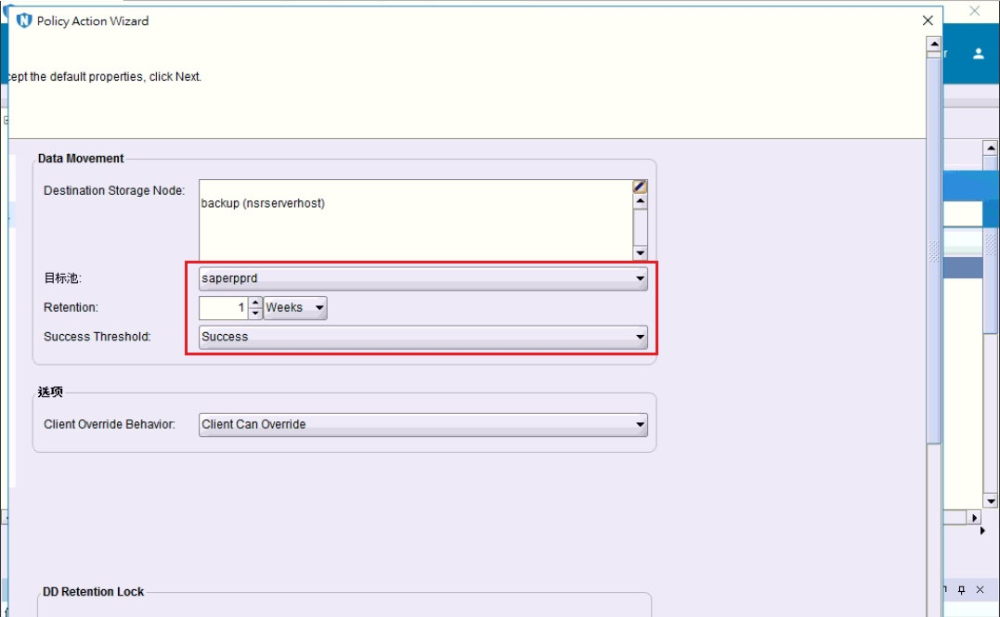 Policy Action Wizard
cept the default properties, click Next.
Data Movement
Destination Storage Node:
backup (nsrserverhost)
目标池:
saperpprd
Retention:
1
Weeks
Success Threshold:
Success
选项
Client Override Behavior:
Client Can Override
DD Retention Lock